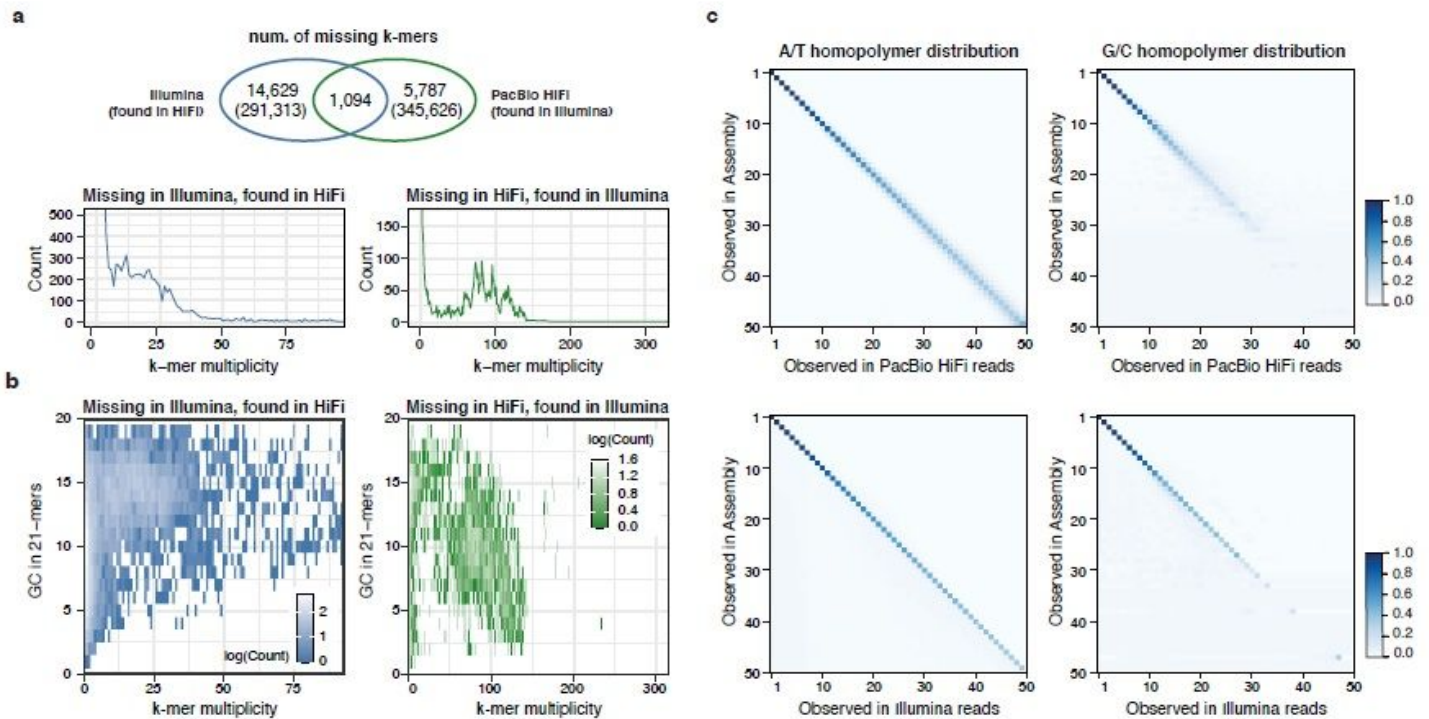 a
num. of missing k-mers
Illumina
(found in HiFi)
14,629
(291,313)
1,094
5,787
(345,626)
PacBio HiFi
(found in Illumina)
Missing in Illumina, found in HiFi
Count
500
400
300
200
100
0
0 25 50 75
k-mer multiplicity
Missing in HiFi, found in Illumina
Count
150
100
50
0
0 100 200 300
k-mer multiplicity
b
Missing in Illumina, found in HiFi
GC in 21-mers
20
15
10
5
0
0 25 50 75
log(Count)
2
1
0
k-mer multiplicity
Missing in HiFi, found in Illumina
20
15
10
5
0
0 100 200 300
log(Count)
1.6
1.2
0.8
0.4
0.0
k-mer multiplicity
c
A/T homopolymer distribution
Observed in Assembly
1
10
20
30
40
50
1 10 20 30 40 50
Observed in PacBio HiFi reads
G/C homopolymer distribution
Observed in Assembly
1
10
20
30
40
50
1 10 20 30 40 50
Observed in PacBio HiFi reads
1.0
0.8
0.6
0.4
0.2
0.0
Observed in Assembly
1
10
20
30
40
50
1 10 20 30 40 50
Observed in Illumina reads
Observed in Assembly
1
10
20
30
40
50
1 10 20 30 40 50
Observed in Illumina reads
1.0
0.8
0.6
0.4
0.2
0.0